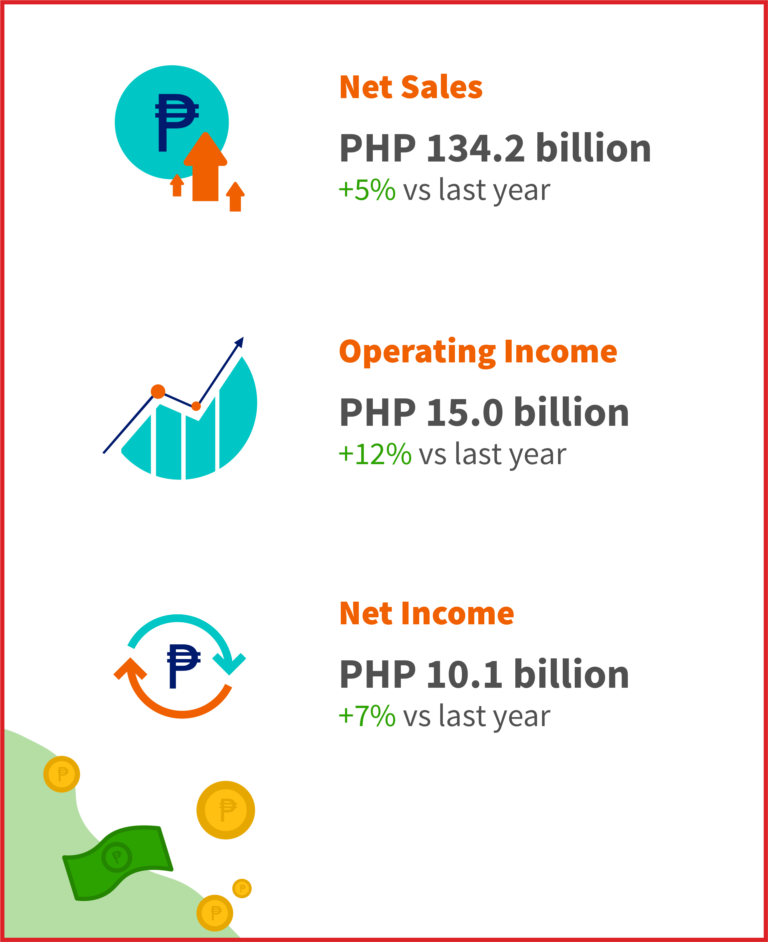 Net Sales
PHP 134.2 billion
+5% vs last year
Operating Income
PHP 15.0 billion
+12% vs last year
₱
Net Income
PHP 10.1 billion
+7% vs last year